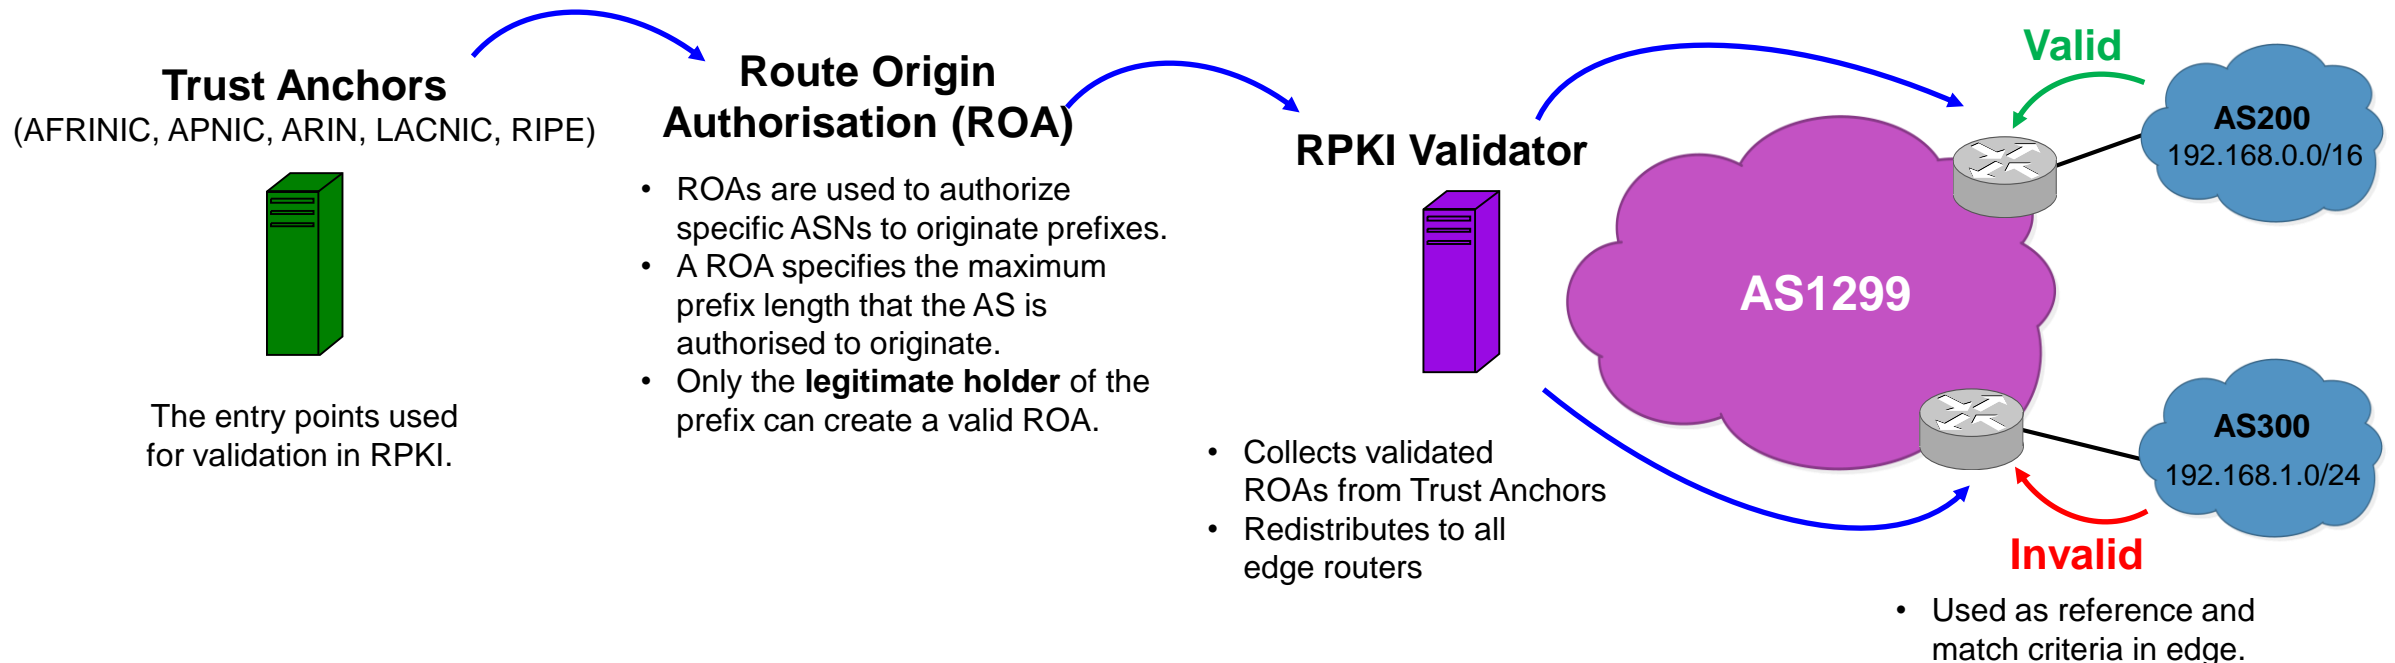 Trust Anchors
(AFRINIC, APNIC, ARIN, LACNIC, RIPE)
The entry points used
for validation in RPKI.
Route Origin
Authorisation (ROA)
• ROAs are used to authorize
specific ASNs to originate prefixes.
• A ROA specifies the maximum
prefix length that the AS is
authorised to originate.
• Only the legitimate holder of the
prefix can create a valid ROA.
RPKI Validator
• Collects validated
ROAs from Trust Anchors
• Redistributes to all
edge routers
AS1299
Valid
AS200
192.168.0.0/16
AS300
192.168.1.0/24
Invalid
• Used as reference and
match criteria in edge.